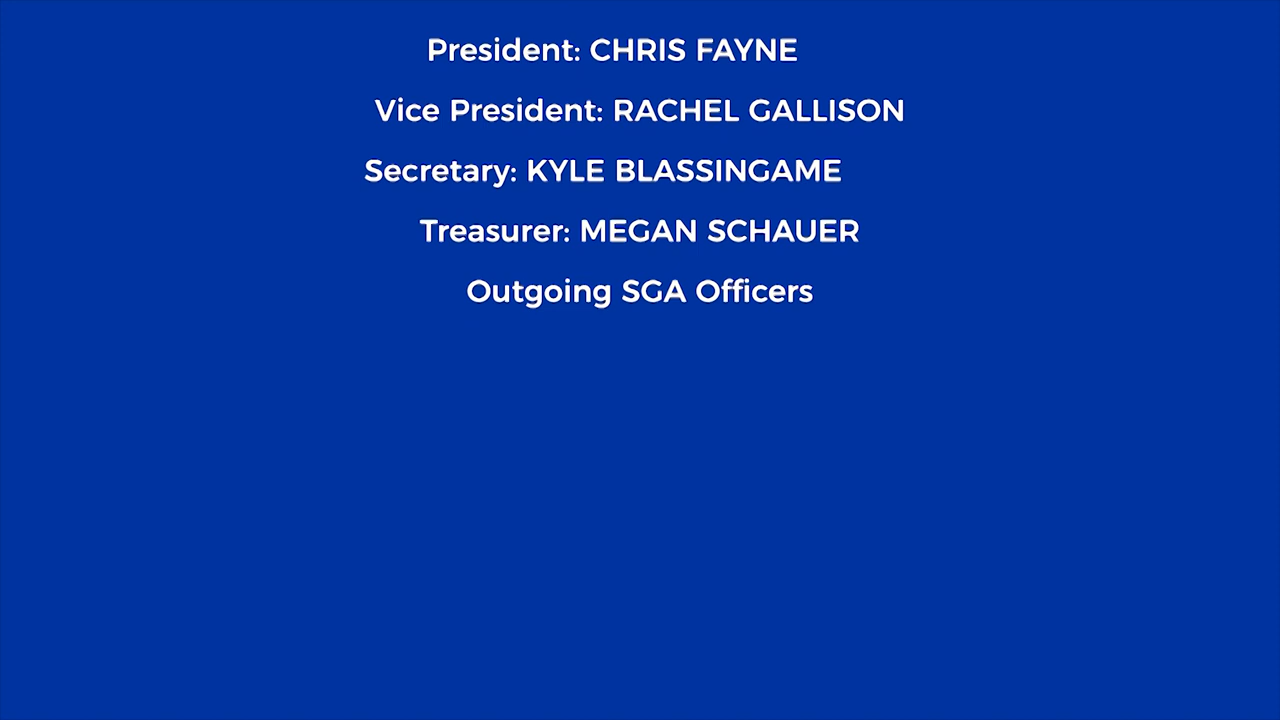 President: CHRIS FAYNE
Vice President: RACHEL GALLISON
Secretary: KYLE BLASSINGAME
Treasurer: MEGAN SCHAUER
Outgoing SGA Officers